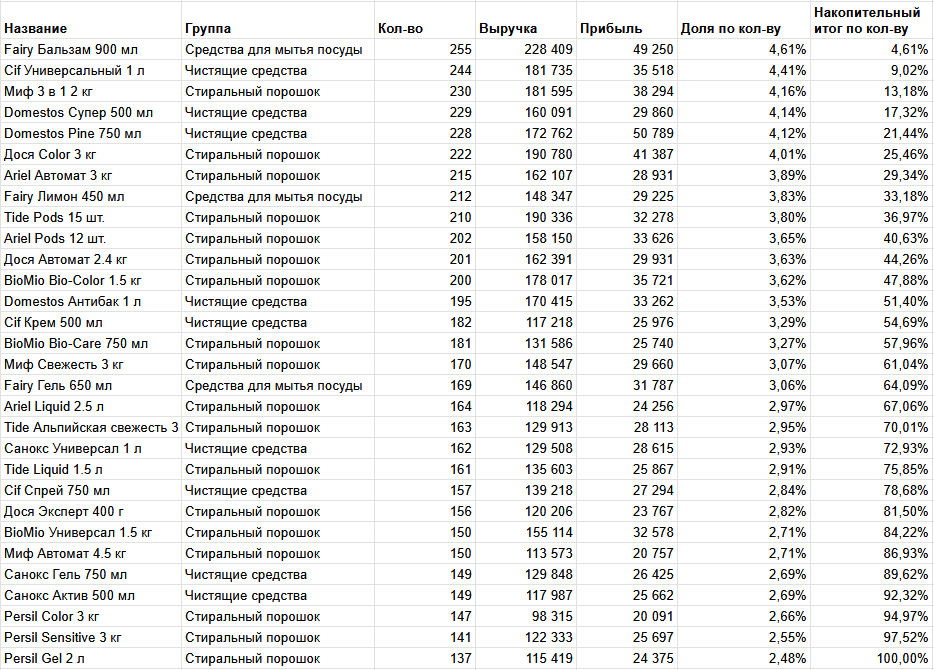 Название Группа Кол-во Выручка Прибыль Доля по кол-ву Накопительный
итог по кол-ву
Fairy Бальзам 900 мл Средства для мытья посуды 255 228 409 49 250 4,61% 4,61%
Cif Универсальный 1 л Чистящие средства 244 181 735 35 518 4,41% 9,02%
Миф 3 в 1 2 кг Стиральный порошок 230 181 595 38 294 4,16% 13,18%
Domestos Супер 500 мл Чистящие средства 229 160 091 29 860 4,14% 17,32%
Domestos Pine 750 мл Чистящие средства 228 172 762 50 789 4,12% 21,44%
Дося Color 3 кг Стиральный порошок 222 190 780 41 387 4,01% 25,46%
Ariel Автомат 3 кг Стиральный порошок 215 162 107 28 931 3,89% 29,34%
Fairy Лимон 450 мл Средства для мытья посуды 212 148 347 29 225 3,83% 33,18%
Tide Pods 15 шт. Стиральный порошок 210 190 336 32 278 3,80% 36,97%
Ariel Pods 12 шт. Стиральный порошок 202 158 150 33 626 3,65% 40,63%
Дося Автомат 2.4 кг Стиральный порошок 201 162 391 29 931 3,63% 44,26%
BioMio Bio-Color 1.5 кг Стиральный порошок 200 178 017 35 721 3,62% 47,88%
Domestos Антибак 1 л Чистящие средства 195 170 415 33 262 3,53% 51,40%
Cif Крем 500 мл Чистящие средства 182 117 218 25 976 3,29% 54,69%
BioMio Bio-Care 750 мл Стиральный порошок 181 131 586 25 740 3,27% 57,96%
Миф Свежесть 3 кг Стиральный порошок 170 148 547 29 660 3,07% 61,04%
Fairy Гель 650 мл Средства для мытья посуды 169 146 860 31 787 3,06% 64,09%
Ariel Liquid 2.5 л Стиральный порошок 164 118 294 24 256 2,97% 67,06%
Tide Альпийская свежесть 3 Стиральный порошок 163 129 913 28 113 2,95% 70,01%
Санокс Универсал 1 л Чистящие средства 162 129 508 28 615 2,93% 72,93%
Tide Liquid 1.5 л Стиральный порошок 161 135 603 25 867 2,91% 75,85%
Cif Спрей 750 мл Чистящие средства 157 139 218 27 294 2,84% 78,68%
Дося Эксперт 400 г Стиральный порошок 156 120 206 23 767 2,82% 81,50%
BioMio Универсал 1.5 кг Стиральный порошок 150 155 114 32 578 2,71% 84,22%
Миф Автомат 4.5 кг Стиральный порошок 150 113 573 20 757 2,71% 86,93%
Санокс Гель 750 мл Чистящие средства 149 129 848 26 425 2,69% 89,62%
Санокс Актив 500 мл Чистящие средства 149 117 987 25 662 2,69% 92,32%
Persil Color 3 кг Стиральный порошок 147 98 315 20 091 2,66% 94,97%
Persil Sensitive 3 кг Стиральный порошок 141 122 333 25 697 2,55% 97,52%
Persil Gel 2 л Стиральный порошок 137 115 419 24 375 2,48% 100,00%